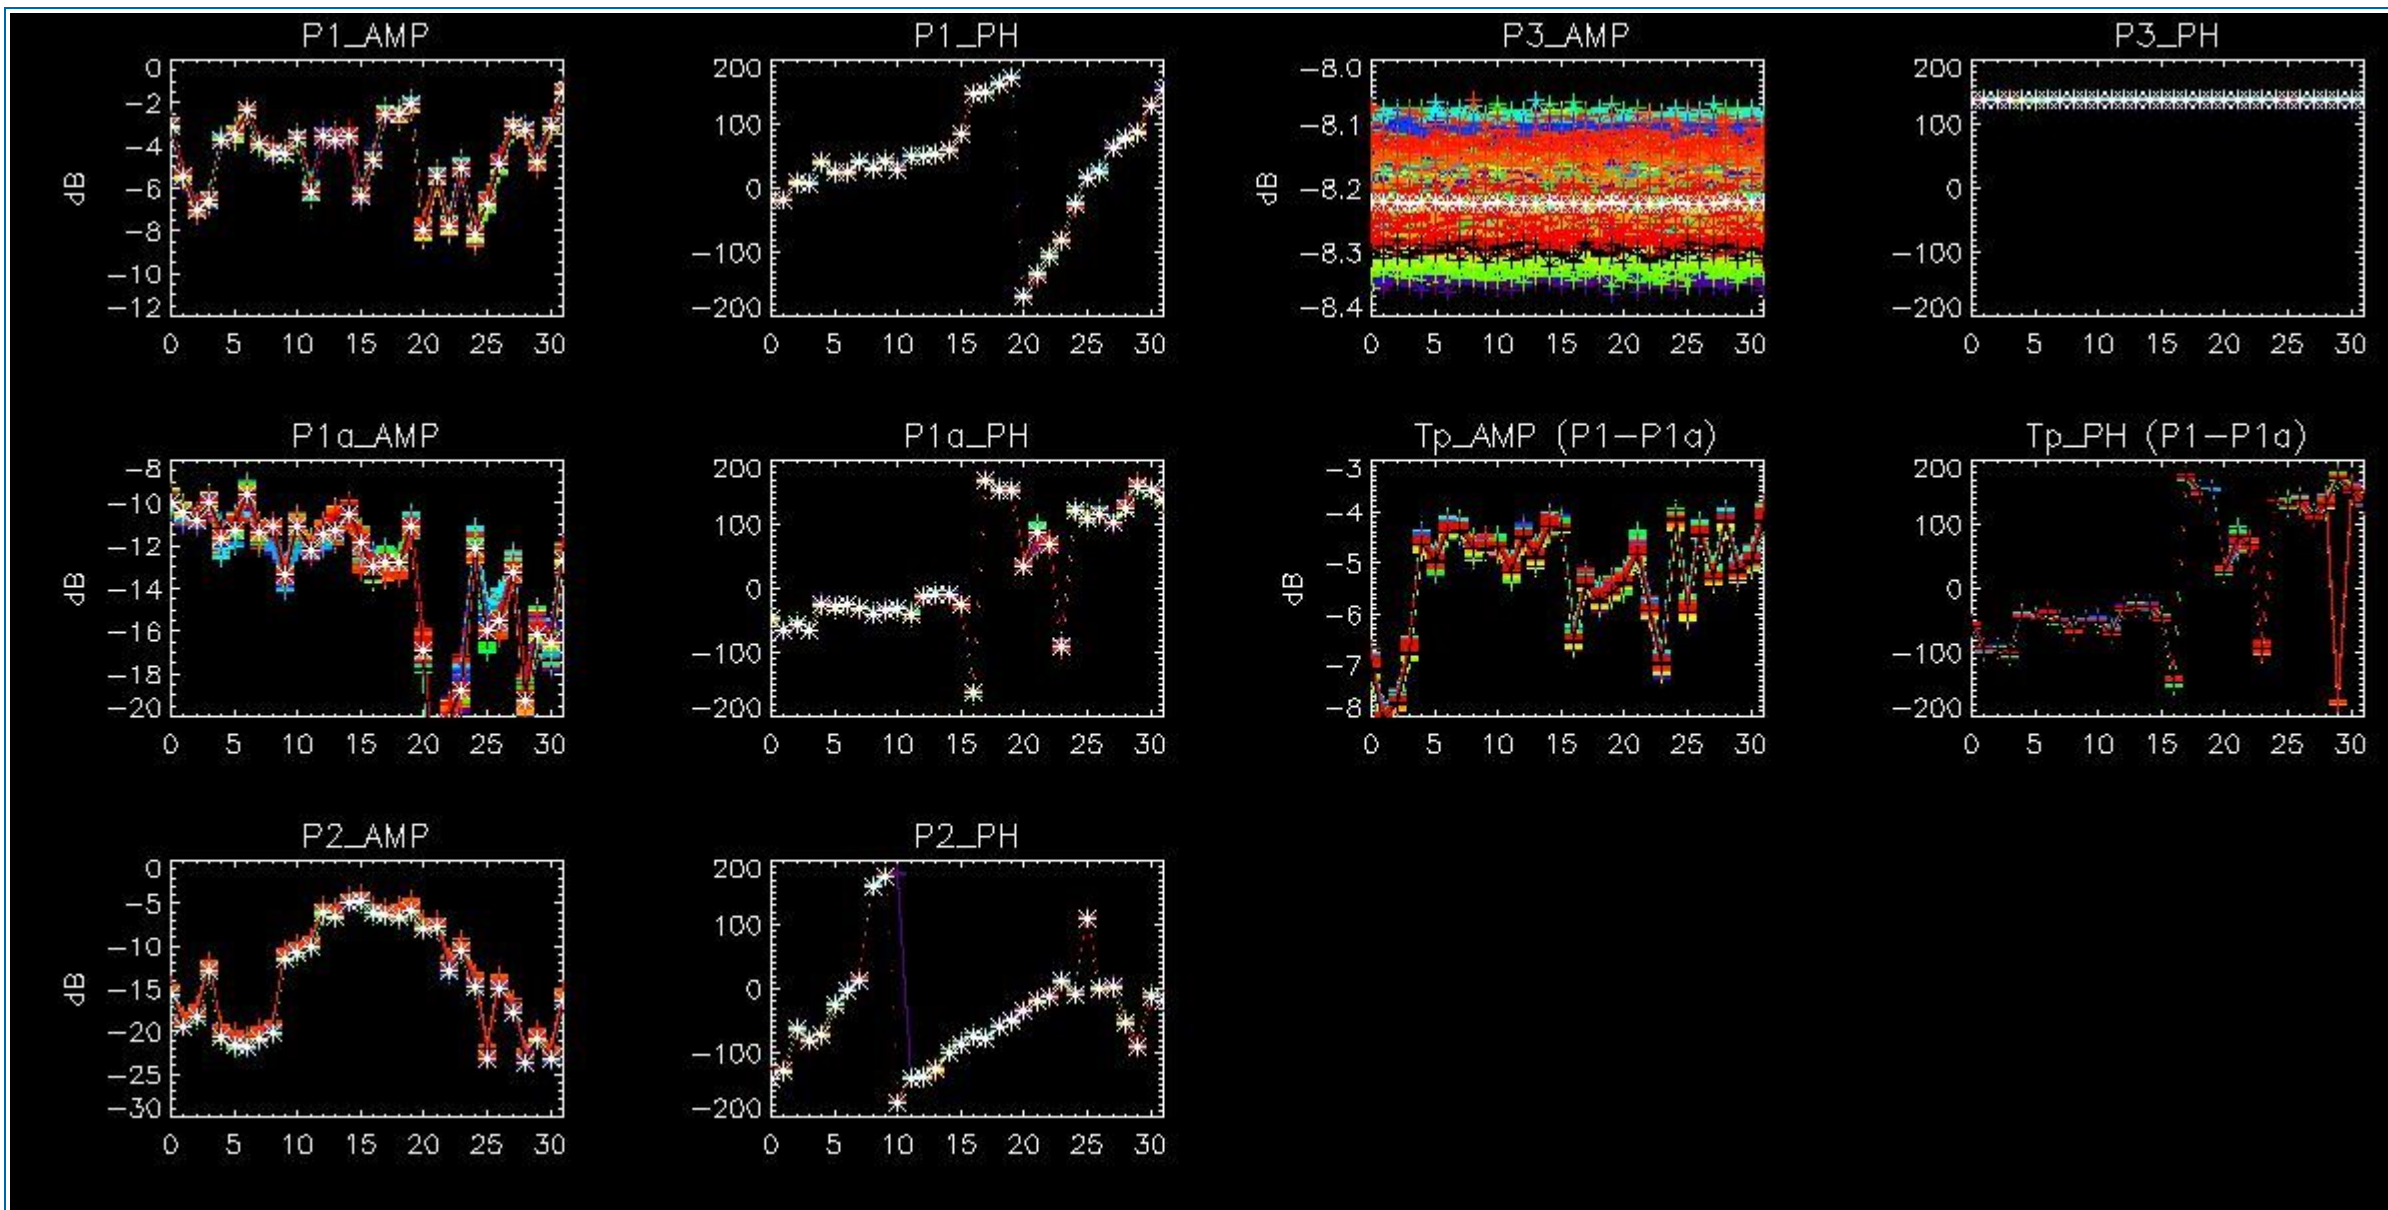 P1_AMP
P1_PH
P3_AMP
P3_PH
0
−2
−4
−6
−8
−10
−12
dB
0 5 10 15 20 25 30
200
100
0
−100
−200
0 5 10 15 20 25 30
−8.0
−8.1
−8.2
−8.3
−8.4
dB
0 5 10 15 20 25 30
200
100
0
−100
−200
0 5 10 15 20 25 30
P1a_AMP
P1a_PH
Tp_AMP (P1−P1a)
Tp_PH (P1−P1a)
−8
−10
−12
−14
−16
−18
−20
dB
0 5 10 15 20 25 30
200
100
0
−100
−200
0 5 10 15 20 25 30
−3
−4
−5
−6
−7
−8
dB
0 5 10 15 20 25 30
200
100
0
−100
−200
0 5 10 15 20 25 30
P2_AMP
P2_PH
0
−5
−10
−15
−20
−25
−30
dB
0 5 10 15 20 25 30
200
100
0
−100
−200
0 5 10 15 20 25 30